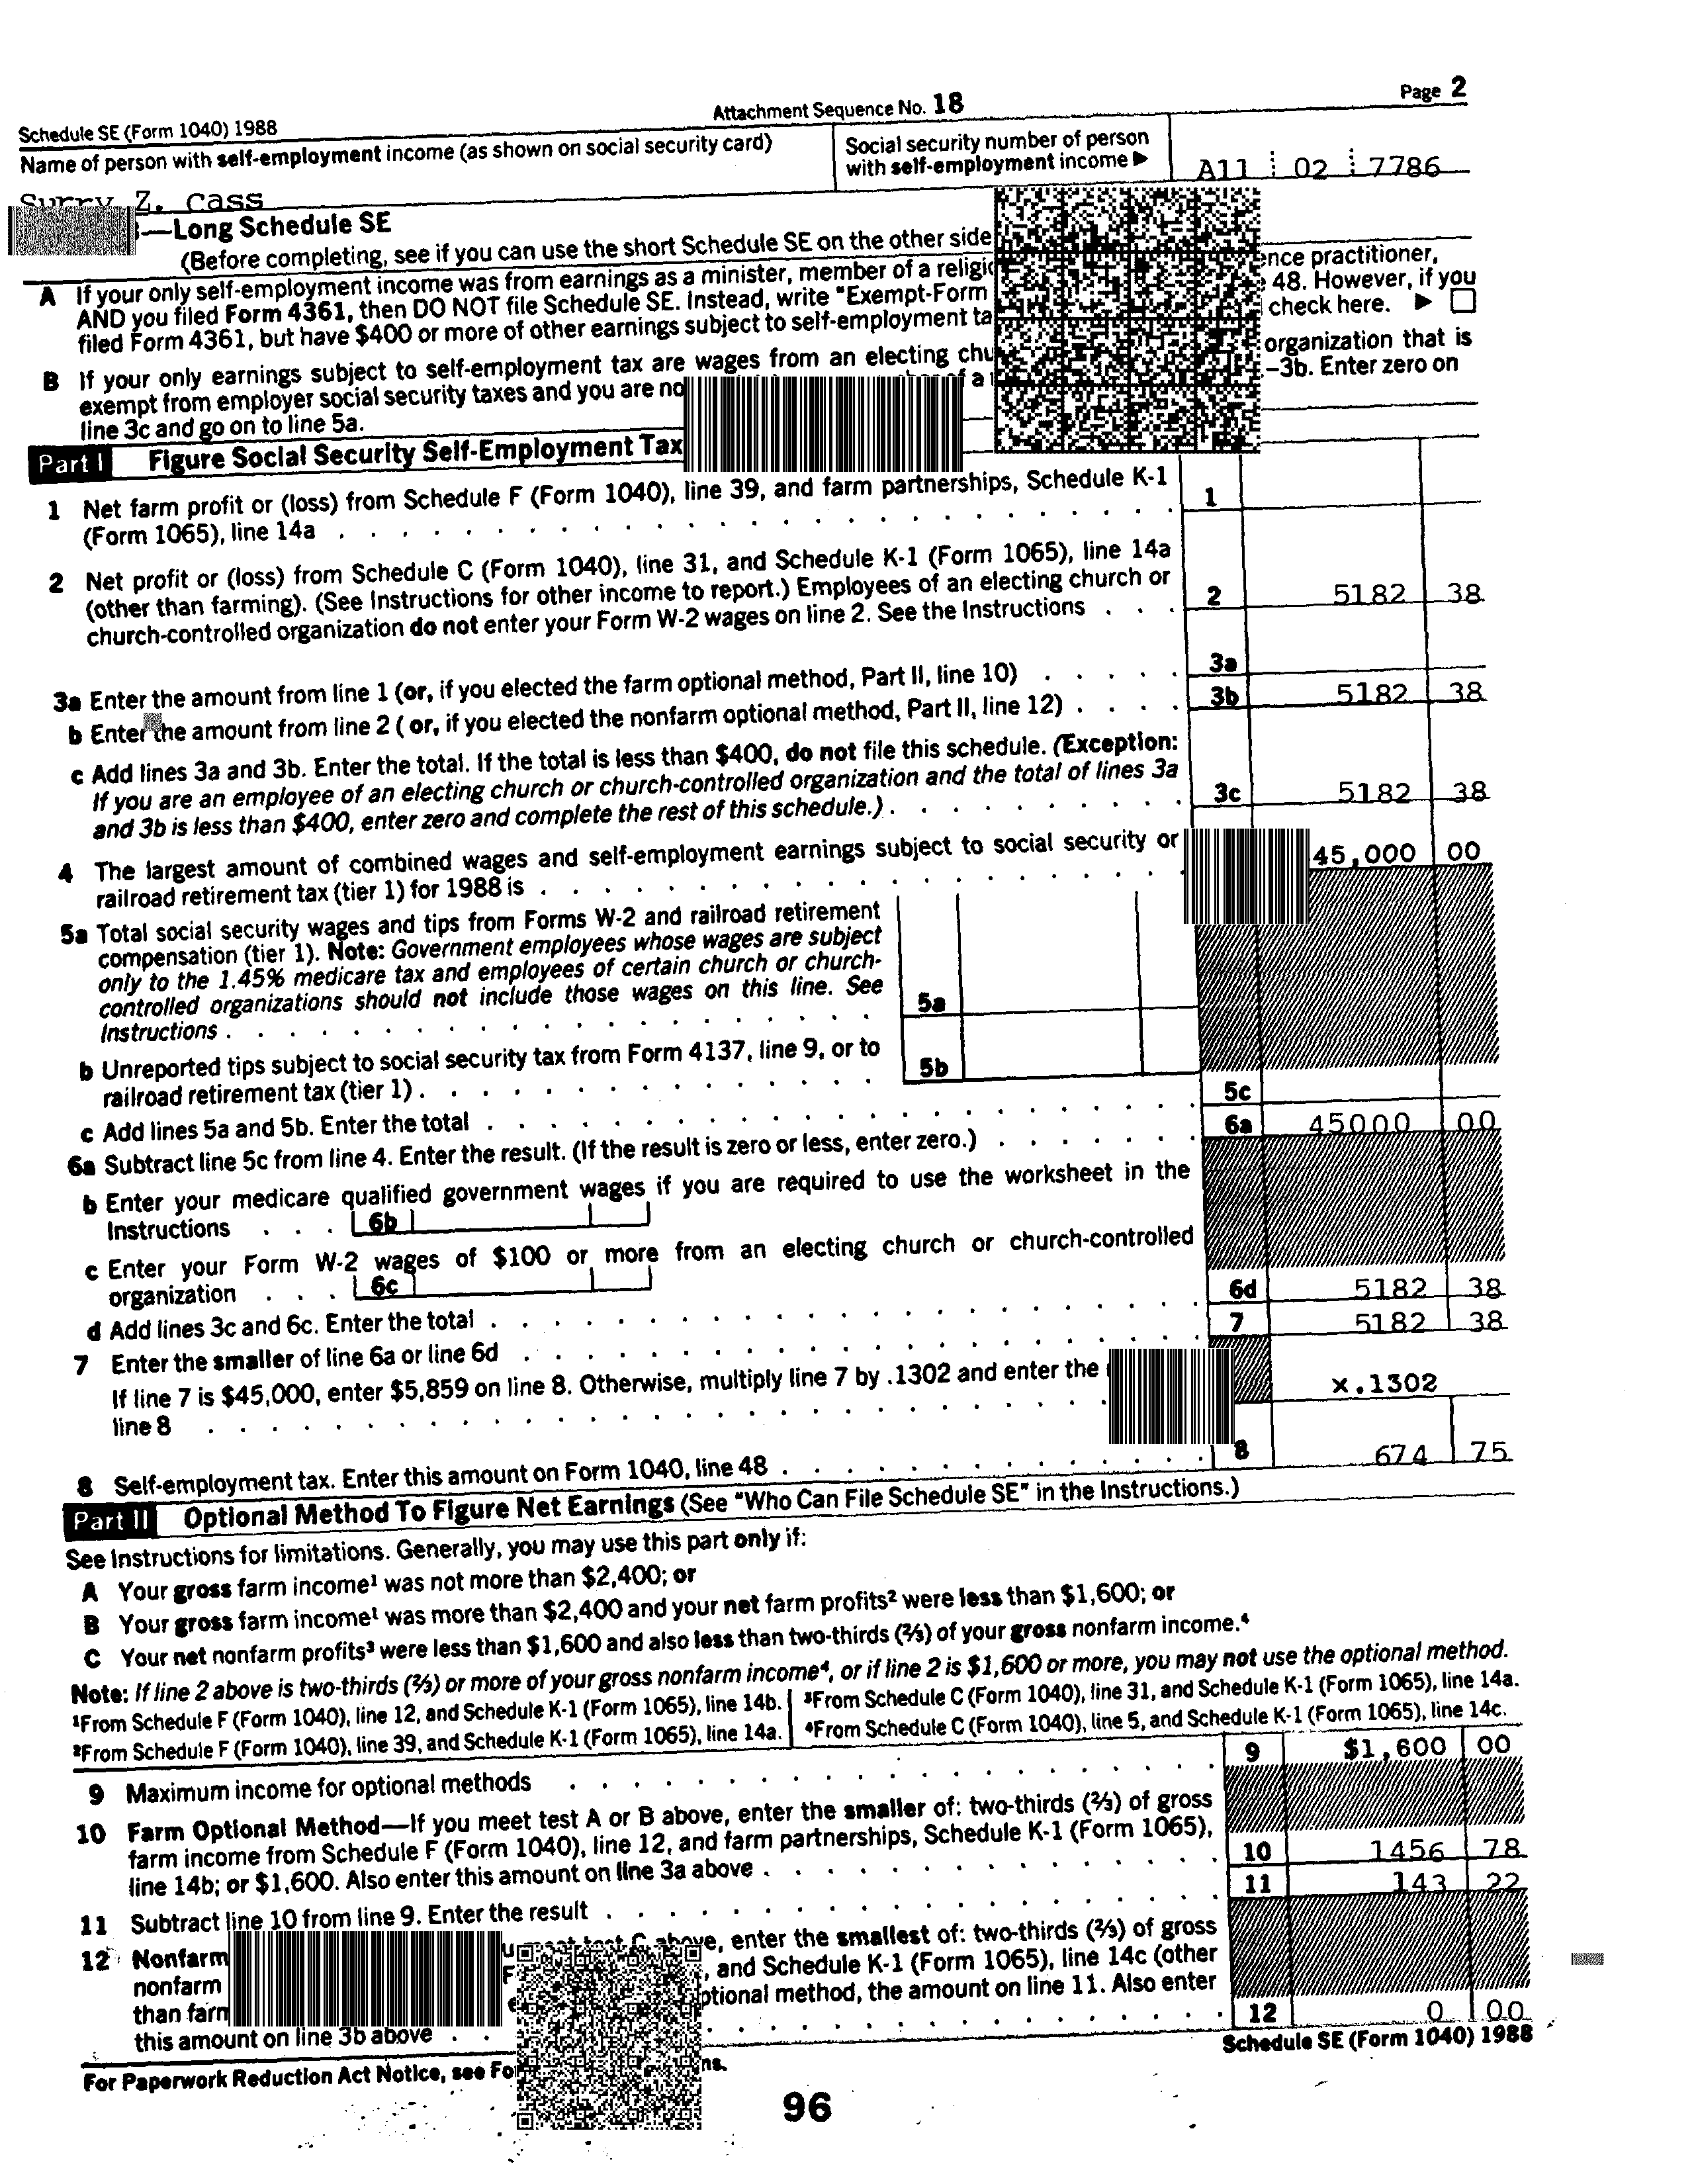 Schedule SE (Form 1040) 1988 Attachment Sequence No. 18 Page 2
Name of person with self-employment income (as shown on social security card) Social security number of person with self-employment income ▶ A11 02 7786
Surry Z. Cass
—Long Schedule SE
(Before completing, see if you can use the short Schedule SE on the other side
A If your only self-employment income was from earnings as a minister, member of a ence practitioner,
AND you filed Form 4361, then DO NOT file Schedule SE. Instead, write "Exempt-Form 48. However, if you
filed Form 4361, but have $400 or more of other earnings subject to self-employment check here. ▶
B If your only earnings subject to self-employment tax are wages from an electing organization that is
exempt from employer social security taxes and you are of a –3b. Enter zero on
line 3c and go on to line 5a.
Part I Figure Social Security Self-Employment Tax
1 Net farm profit or (loss) from Schedule F (Form 1040), line 39, and farm partnerships, Schedule K-1
(Form 1065), line 14a 1
2 Net profit or (loss) from Schedule C (Form 1040), line 31, and Schedule K-1 (Form 1065), line 14a
(other than farming). (See Instructions for other income to report.) Employees of an electing church or
church-controlled organization do not enter your Form W-2 wages on line 2. See the Instructions 2 5182 38
3a Enter the amount from line 1 (or, if you elected the farm optional method, Part II, line 10) 3a
b Enter the amount from line 2 ( or, if you elected the nonfarm optional method, Part II, line 12) 3b 5182 38
c Add lines 3a and 3b. Enter the total. If the total is less than $400, do not file this schedule. (Exception:
If you are an employee of an electing church or church-controlled organization and the total of lines 3a
and 3b is less than $400, enter zero and complete the rest of this schedule.) 3c 5182 38
4 The largest amount of combined wages and self-employment earnings subject to social security or
railroad retirement tax (tier 1) for 1988 is 45,000 00
5a Total social security wages and tips from Forms W-2 and railroad retirement
compensation (tier 1). Note: Government employees whose wages are subject
only to the 1.45% medicare tax and employees of certain church or church-
controlled organizations should not include those wages on this line. See
Instructions 5a
b Unreported tips subject to social security tax from Form 4137, line 9, or to
railroad retirement tax (tier 1) 5b
c Add lines 5a and 5b. Enter the total 5c
6a Subtract line 5c from line 4. Enter the result. (If the result is zero or less, enter zero.) 6a 45000 00
b Enter your medicare qualified government wages if you are required to use the worksheet in the
Instructions 6b
c Enter your Form W-2 wages of $100 or more from an electing church or church-controlled
organization 6c
d Add lines 3c and 6c. Enter the total 6d 5182 38
7 Enter the smaller of line 6a or line 6d 7 5182 38
If line 7 is $45,000, enter $5,859 on line 8. Otherwise, multiply line 7 by .1302 and enter the
line 8 x.1302
8 Self-employment tax. Enter this amount on Form 1040, line 48 8 674 75
Part II Optional Method To Figure Net Earnings (See "Who Can File Schedule SE" in the Instructions.)
See Instructions for limitations. Generally, you may use this part only if:
A Your gross farm income¹ was not more than $2,400; or
B Your gross farm income¹ was more than $2,400 and your net farm profits² were less than $1,600; or
C Your net nonfarm profits³ were less than $1,600 and also less than two-thirds (⅔) of your gross nonfarm income.⁴
Note: If line 2 above is two-thirds (⅔) or more of your gross nonfarm income⁴, or if line 2 is $1,600 or more, you may not use the optional method.
¹From Schedule F (Form 1040), line 12, and Schedule K-1 (Form 1065), line 14b. ³From Schedule C (Form 1040), line 31, and Schedule K-1 (Form 1065), line 14a.
²From Schedule F (Form 1040), line 39, and Schedule K-1 (Form 1065), line 14a. ⁴From Schedule C (Form 1040), line 5, and Schedule K-1 (Form 1065), line 14c.
9 Maximum income for optional methods 9 $1,600 00
10 Farm Optional Method—If you meet test A or B above, enter the smaller of: two-thirds (⅔) of gross
farm income from Schedule F (Form 1040), line 12, and farm partnerships, Schedule K-1 (Form 1065),
line 14b; or $1,600. Also enter this amount on line 3a above 10 1456 78
11 Subtract line 10 from line 9. Enter the result 11 143 22
12 Nonfarm above, enter the smallest of: two-thirds (⅔) of gross
nonfarm , and Schedule K-1 (Form 1065), line 14c (other
than method, the amount on line 11. Also enter
this amount on line 3b above 12 0 00
For Paperwork Reduction Act Notice, see Schedule SE (Form 1040) 1988
96